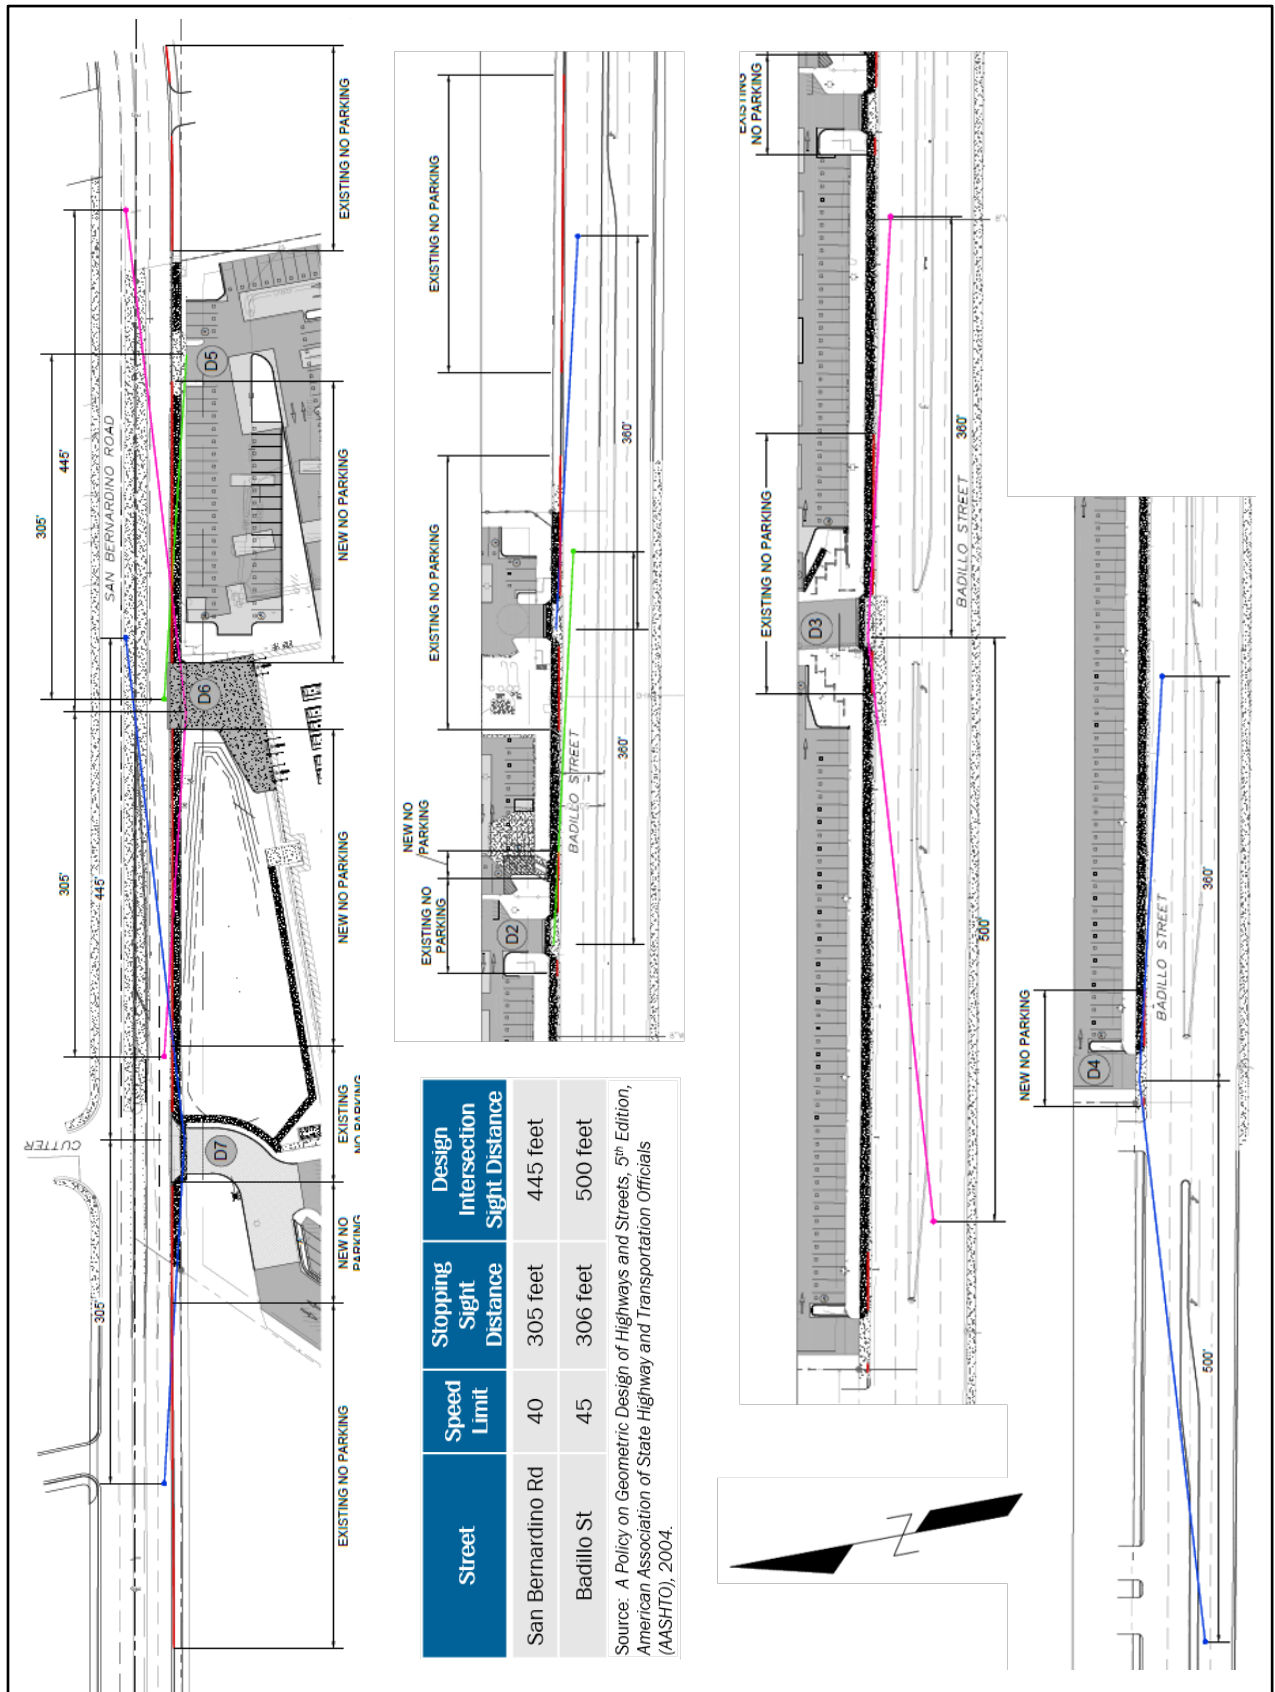 EXISTING NO PARKING
NEW NO PARKING
NEW NO PARKING
EXISTING
NO PARKING
NEW NO
PARKING
EXISTING NO PARKING
445'
305'
305'
445'
305'
SAN BERNARDINO ROAD
CUTTER
D5
D6
D7
EXISTING NO PARKING
EXISTING NO PARKING
NEW NO
PARKING
EXISTING NO
PARKING
D2
360'
360'
BADILLO STREET
EXISTING
NO PARKING
EXISTING NO PARKING
D3
360'
BADILLO STREET
500'
NEW NO PARKING
D4
BADILLO STREET
360'
500'
Street
Speed
Limit
Stopping
Sight
Distance
Design
Intersection
Sight Distance
San Bernardino Rd
40
305 feet
445 feet
Badillo St
45
306 feet
500 feet
Source: A Policy on Geometric Design of Highways and Streets, 5th Edition,
American Association of State Highway and Transportation Officials
(AASHTO), 2004.
N